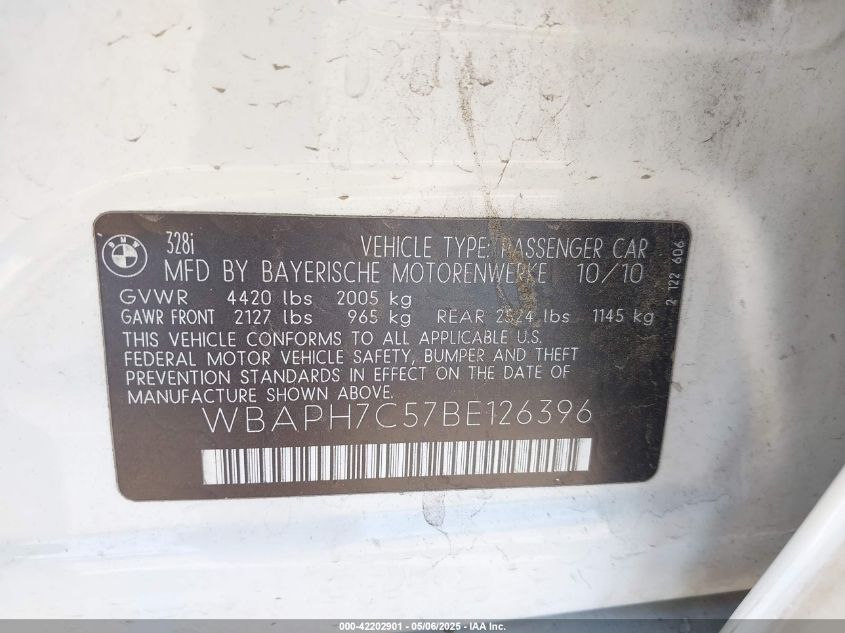 BMW
328i VEHICLE TYPE: PASSENGER CAR
MFD BY BAYERISCHE MOTORENWERKE 10/10
GVWR 4420 lbs 2005 kg
GAWR FRONT 2127 lbs 965 kg REAR 2524 lbs 1145 kg
THIS VEHICLE CONFORMS TO ALL APPLICABLE U.S.
FEDERAL MOTOR VEHICLE SAFETY, BUMPER AND THEFT
PREVENTION STANDARDS IN EFFECT ON THE DATE OF
MANUFACTURE SHOWN ABOVE.
WBAPH7C57BE126396
2 122 606
000-42202901 - 05/06/2025 - IAA Inc.